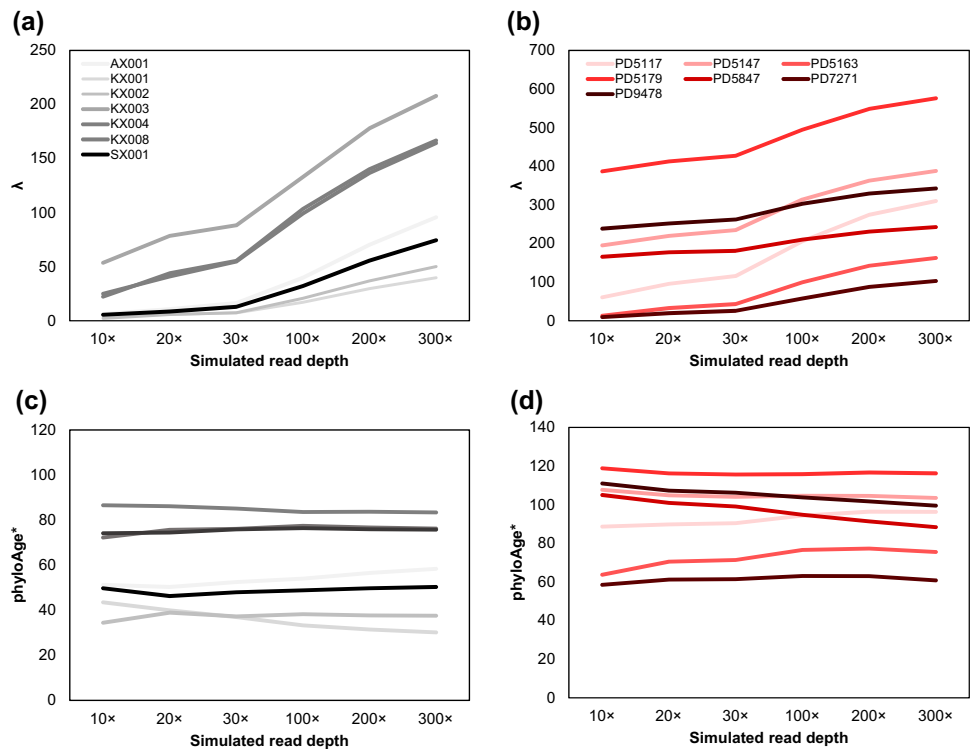 (a)
250
200
150
100
50
0
λ
AX001
KX001
KX002
KX003
KX004
KX008
SX001
10× 20× 30× 100× 200× 300×
Simulated read depth
(b)
700
600
500
400
300
200
100
0
λ
PD5117 PD5147 PD5163
PD5179 PD5847 PD7271
PD9478
10× 20× 30× 100× 200× 300×
Simulated read depth
(c)
120
100
80
60
40
20
0
phyloAge*
10× 20× 30× 100× 200× 300×
Simulated read depth
(d)
140
120
100
80
60
40
20
0
phyloAge*
10× 20× 30× 100× 200× 300×
Simulated read depth